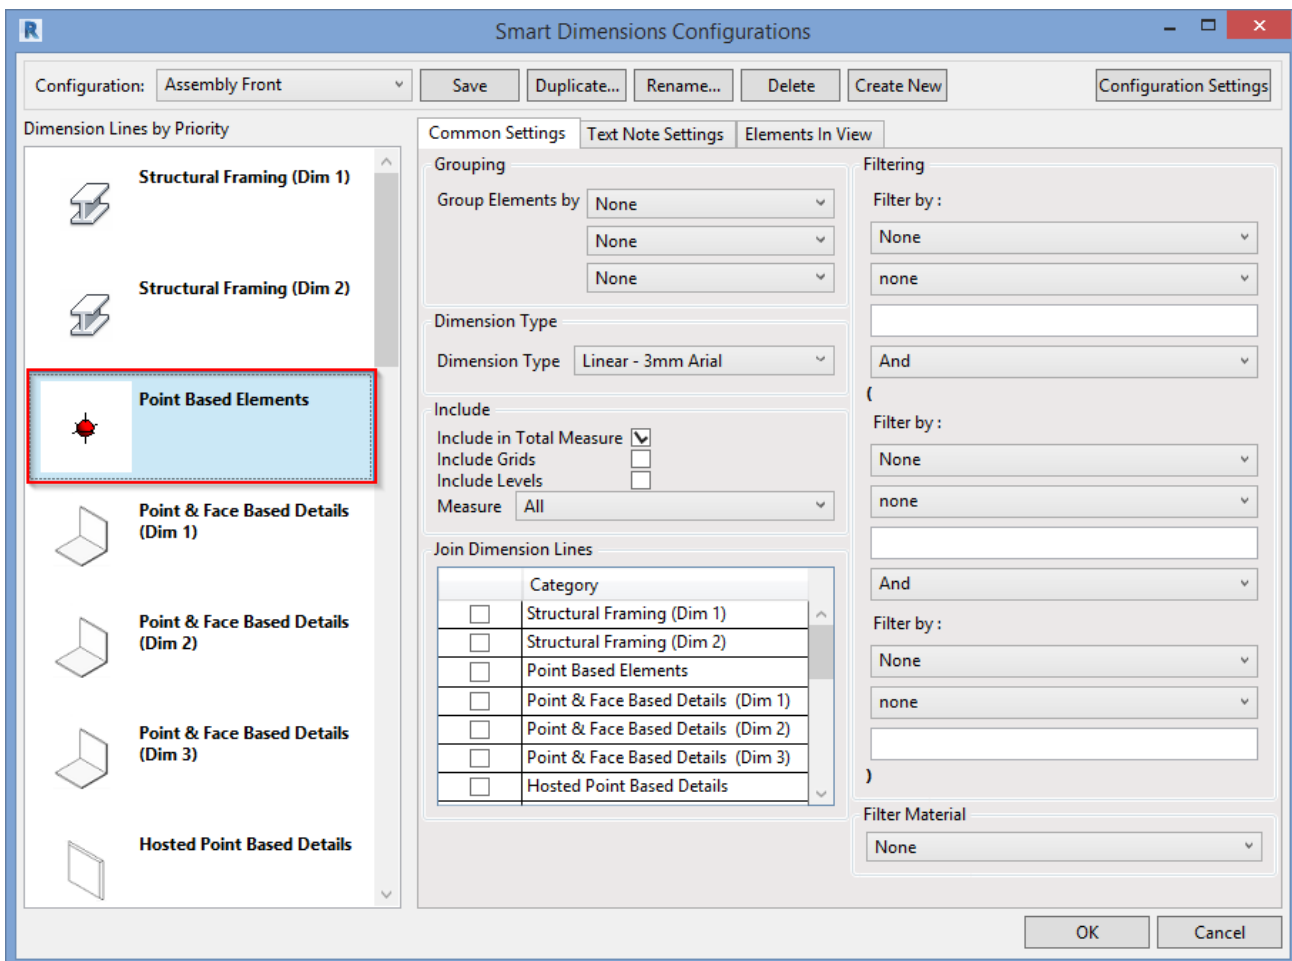 R
Smart Dimensions Configurations
Configuration: Assembly Front Save Duplicate... Rename... Delete Create New Configuration Settings
Dimension Lines by Priority
Structural Framing (Dim 1)
Structural Framing (Dim 2)
Point Based Elements
Point & Face Based Details
(Dim 1)
Point & Face Based Details
(Dim 2)
Point & Face Based Details
(Dim 3)
Hosted Point Based Details
Common Settings Text Note Settings Elements In View
Grouping
Group Elements by None
None
None
Dimension Type
Dimension Type Linear - 3mm Arial
Include
Include in Total Measure
Include Grids
Include Levels
Measure All
Join Dimension Lines
Category
Structural Framing (Dim 1)
Structural Framing (Dim 2)
Point Based Elements
Point & Face Based Details (Dim 1)
Point & Face Based Details (Dim 2)
Point & Face Based Details (Dim 3)
Hosted Point Based Details
Filtering
Filter by :
None
none
And
(
Filter by :
None
none
And
Filter by :
None
none
)
Filter Material
None
OK Cancel